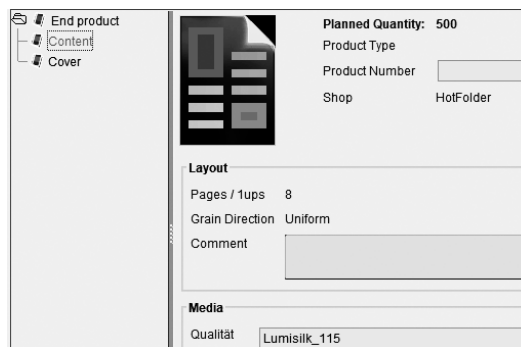 End product
Content
Cover
Planned Quantity: 500
Product Type
Product Number
Shop HotFolder
Layout
Pages / 1ups 8
Grain Direction Uniform
Comment
Media
Qualität Lumisilk_115